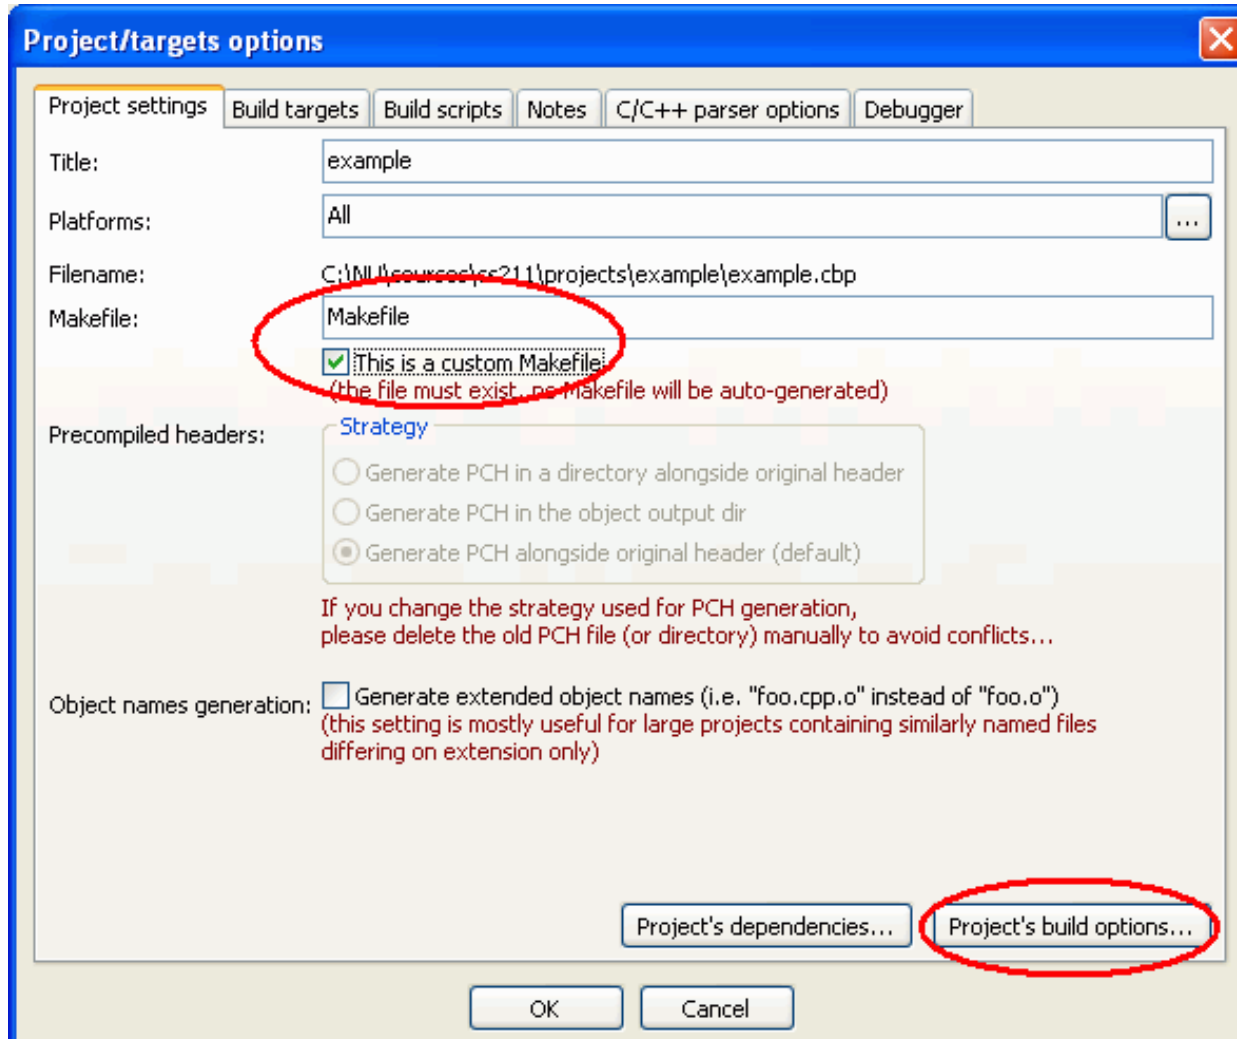 Project/targets options
Project settings Build targets Build scripts Notes C/C++ parser options Debugger
Title: example
Platforms: All ...
Filename: C:\NU\sources\cs211\projects\example\example.cbp
Makefile: Makefile
This is a custom Makefile
(the file must exist, no Makefile will be auto-generated)
Precompiled headers: Strategy
Generate PCH in a directory alongside original header
Generate PCH in the object output dir
Generate PCH alongside original header (default)
If you change the strategy used for PCH generation,
please delete the old PCH file (or directory) manually to avoid conflicts...
Object names generation: Generate extended object names (i.e. "foo.cpp.o" instead of "foo.o")
(this setting is mostly useful for large projects containing similarly named files
differing on extension only)
Project's dependencies... Project's build options...
OK Cancel